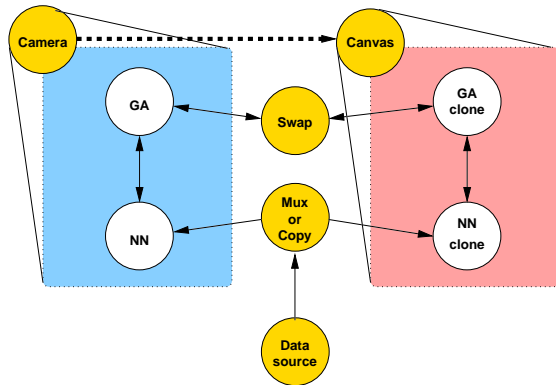 Camera
Canvas
GA
Swap
GA
clone
NN
Mux
or
Copy
NN
clone
Data
source